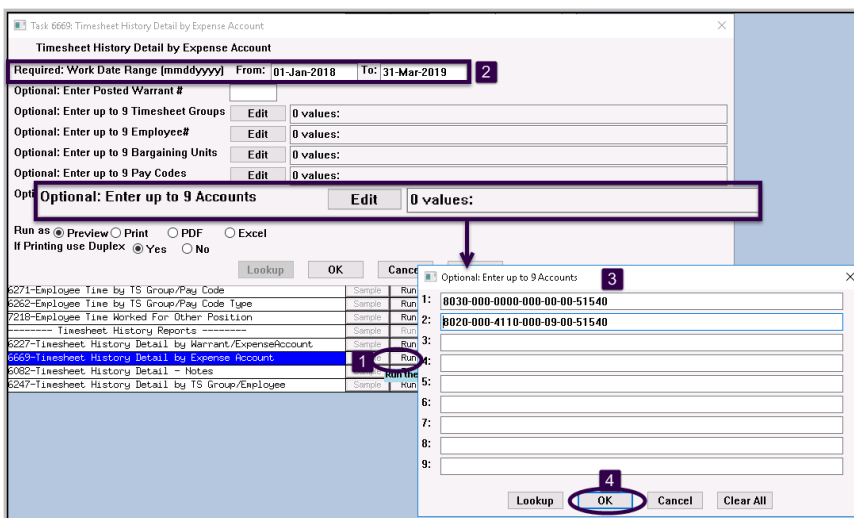 Task 6669: Timesheet History Detail by Expense Account
Timesheet History Detail by Expense Account
Required: Work Date Range (mmddyyyy) From: 01-Jan-2018 To: 31-Mar-2019 2
Optional: Enter Posted Warrant #
Optional: Enter up to 9 Timesheet Groups Edit 0 values:
Optional: Enter up to 9 Employee# Edit 0 values:
Optional: Enter up to 9 Bargaining Units Edit 0 values:
Optional: Enter up to 9 Pay Codes Edit 0 values:
Opti
Optional: Enter up to 9 Accounts Edit 0 values:
Run as Preview Print PDF Excel
If Printing use Duplex Yes No
Lookup OK Cance
6271-Employee Time by TS Group/Pay Code Sample Run
6262-Employee Time by TS Group/Pay Code Type Sample Run
7218-Employee Time Worked For Other Position Sample Run
-------- Timesheet History Reports -------- Sample Run
6227-Timesheet History Detail by Warrant/ExpenseAccount Sample Run
6669-Timesheet History Detail by Expense Account 1 Run
6082-Timesheet History Detail - Notes Sample Run the
6247-Timesheet History Detail by TS Group/Employee Sample Run
Optional: Enter up to 9 Accounts 3
1: 8030-000-0000-000-00-00-51540
2: 8020-000-4110-000-09-00-51540
3:
4:
5:
6:
7:
8:
9:
4
Lookup OK Cancel Clear All